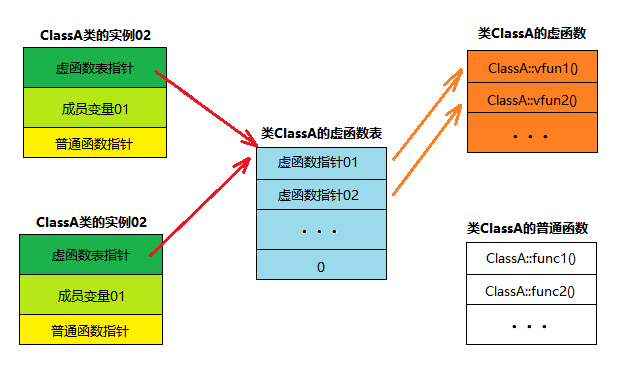 ClassA类的实例02
虚函数表指针
成员变量01
普通函数指针
ClassA类的实例02
虚函数表指针
成员变量01
普通函数指针
类ClassA的虚函数表
虚函数指针01
虚函数指针02
· · ·
0
类ClassA的虚函数
ClassA::vfun1()
ClassA::vfun2()
· · ·
类ClassA的普通函数
ClassA::func1()
ClassA::func2()
· · ·